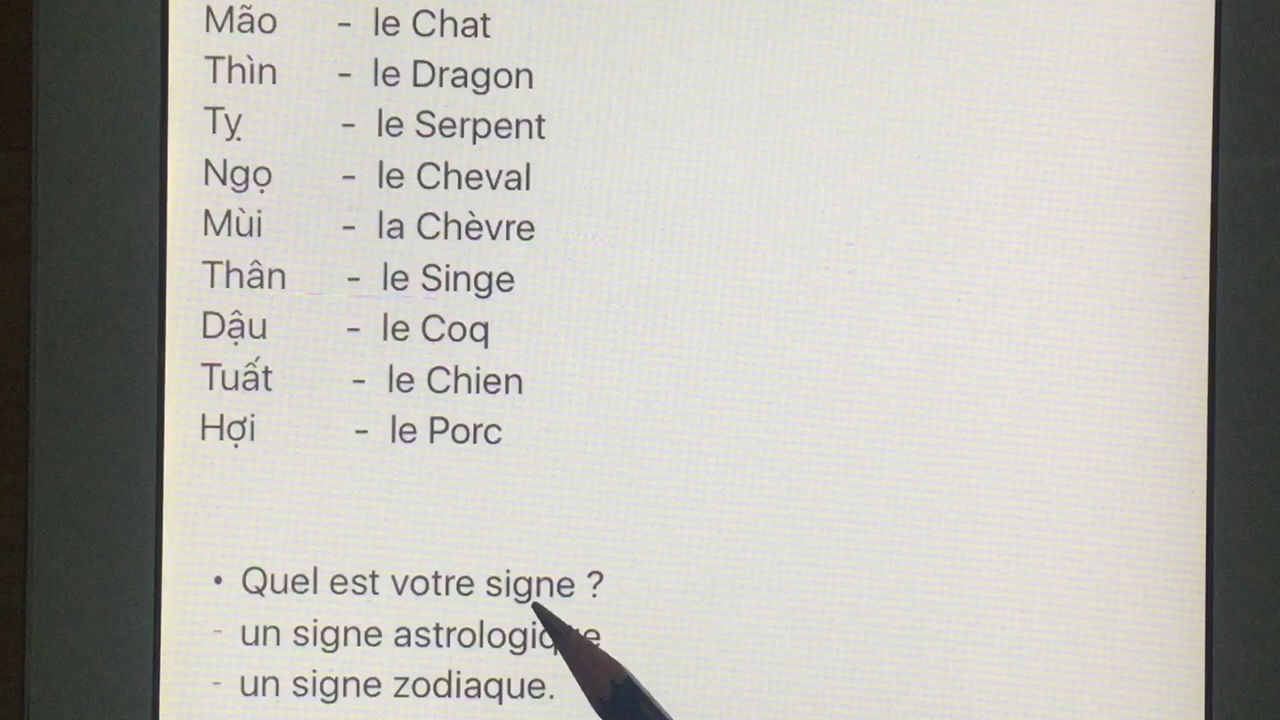 Mão - le Chat
Thìn - le Dragon
Tỵ - le Serpent
Ngọ - le Cheval
Mùi - la Chèvre
Thân - le Singe
Dậu - le Coq
Tuất - le Chien
Hợi - le Porc
• Quel est votre signe ?
- un signe astrologique
- un signe zodiaque.